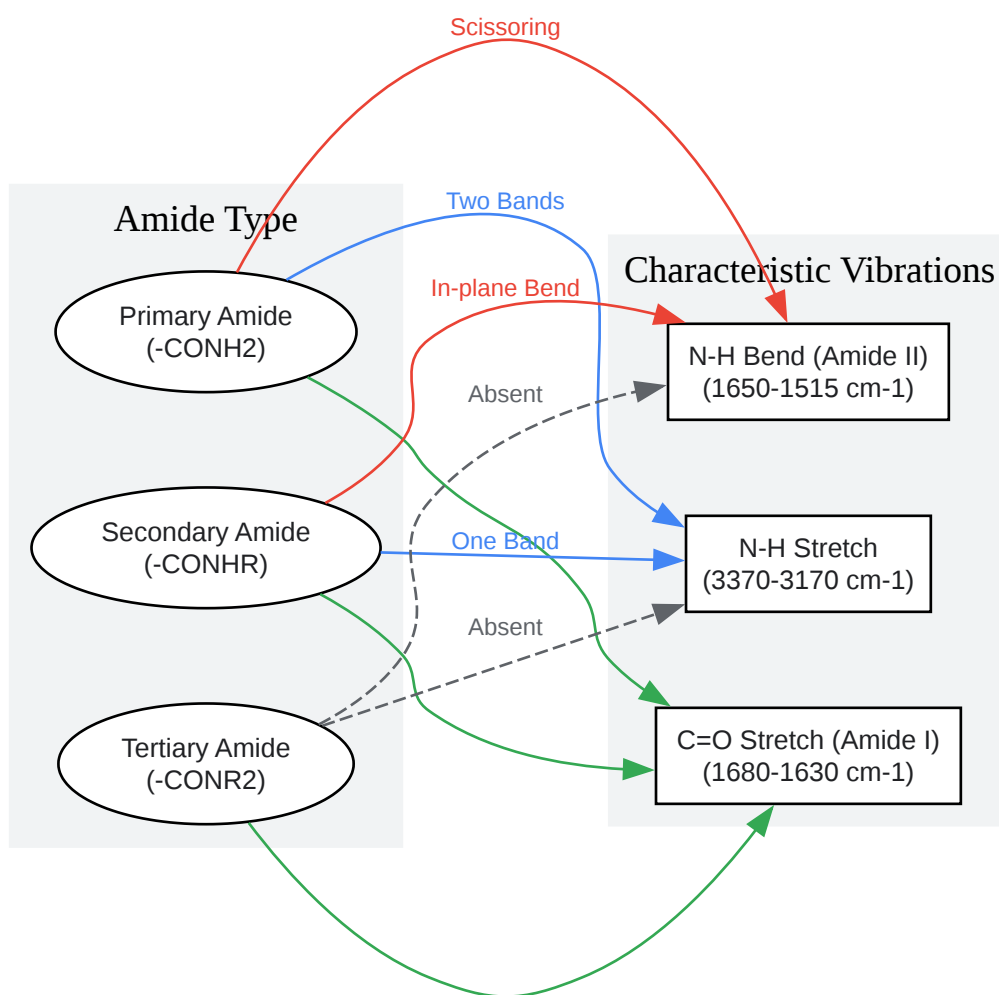 Scissoring
Amide Type
Two Bands
Characteristic Vibrations
In-plane Bend
Primary Amide
(-CONH2)
N-H Bend (Amide II)
(1650-1515 cm-1)
Absent
Secondary Amide
(-CONHR)
One Band
N-H Stretch
(3370-3170 cm-1)
Absent
Tertiary Amide
(-CONR2)
C=O Stretch (Amide I)
(1680-1630 cm-1)